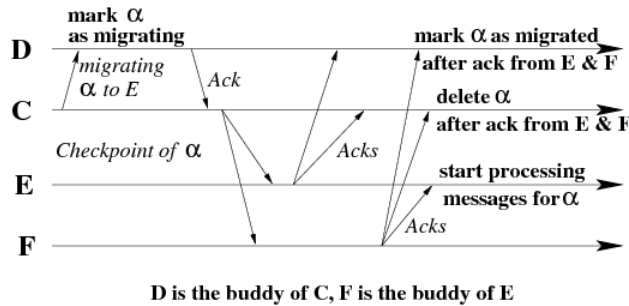 mark α
as migrating
D
migrating
α to E
Ack
mark α as migrated
after ack from E & F
C
delete α
after ack from E & F
Checkpoint of α
Acks
E
start processing
messages for α
F
Acks
D is the buddy of C, F is the buddy of E